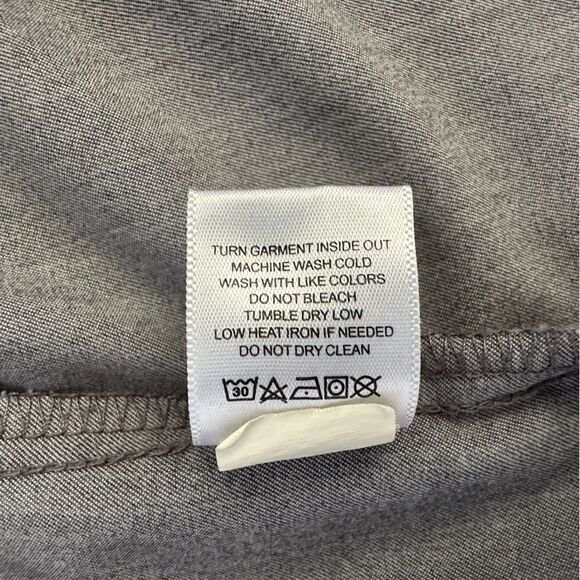 TURN GARMENT INSIDE OUT
MACHINE WASH COLD
WASH WITH LIKE COLORS
DO NOT BLEACH
TUMBLE DRY LOW
LOW HEAT IRON IF NEEDED
DO NOT DRY CLEAN
30